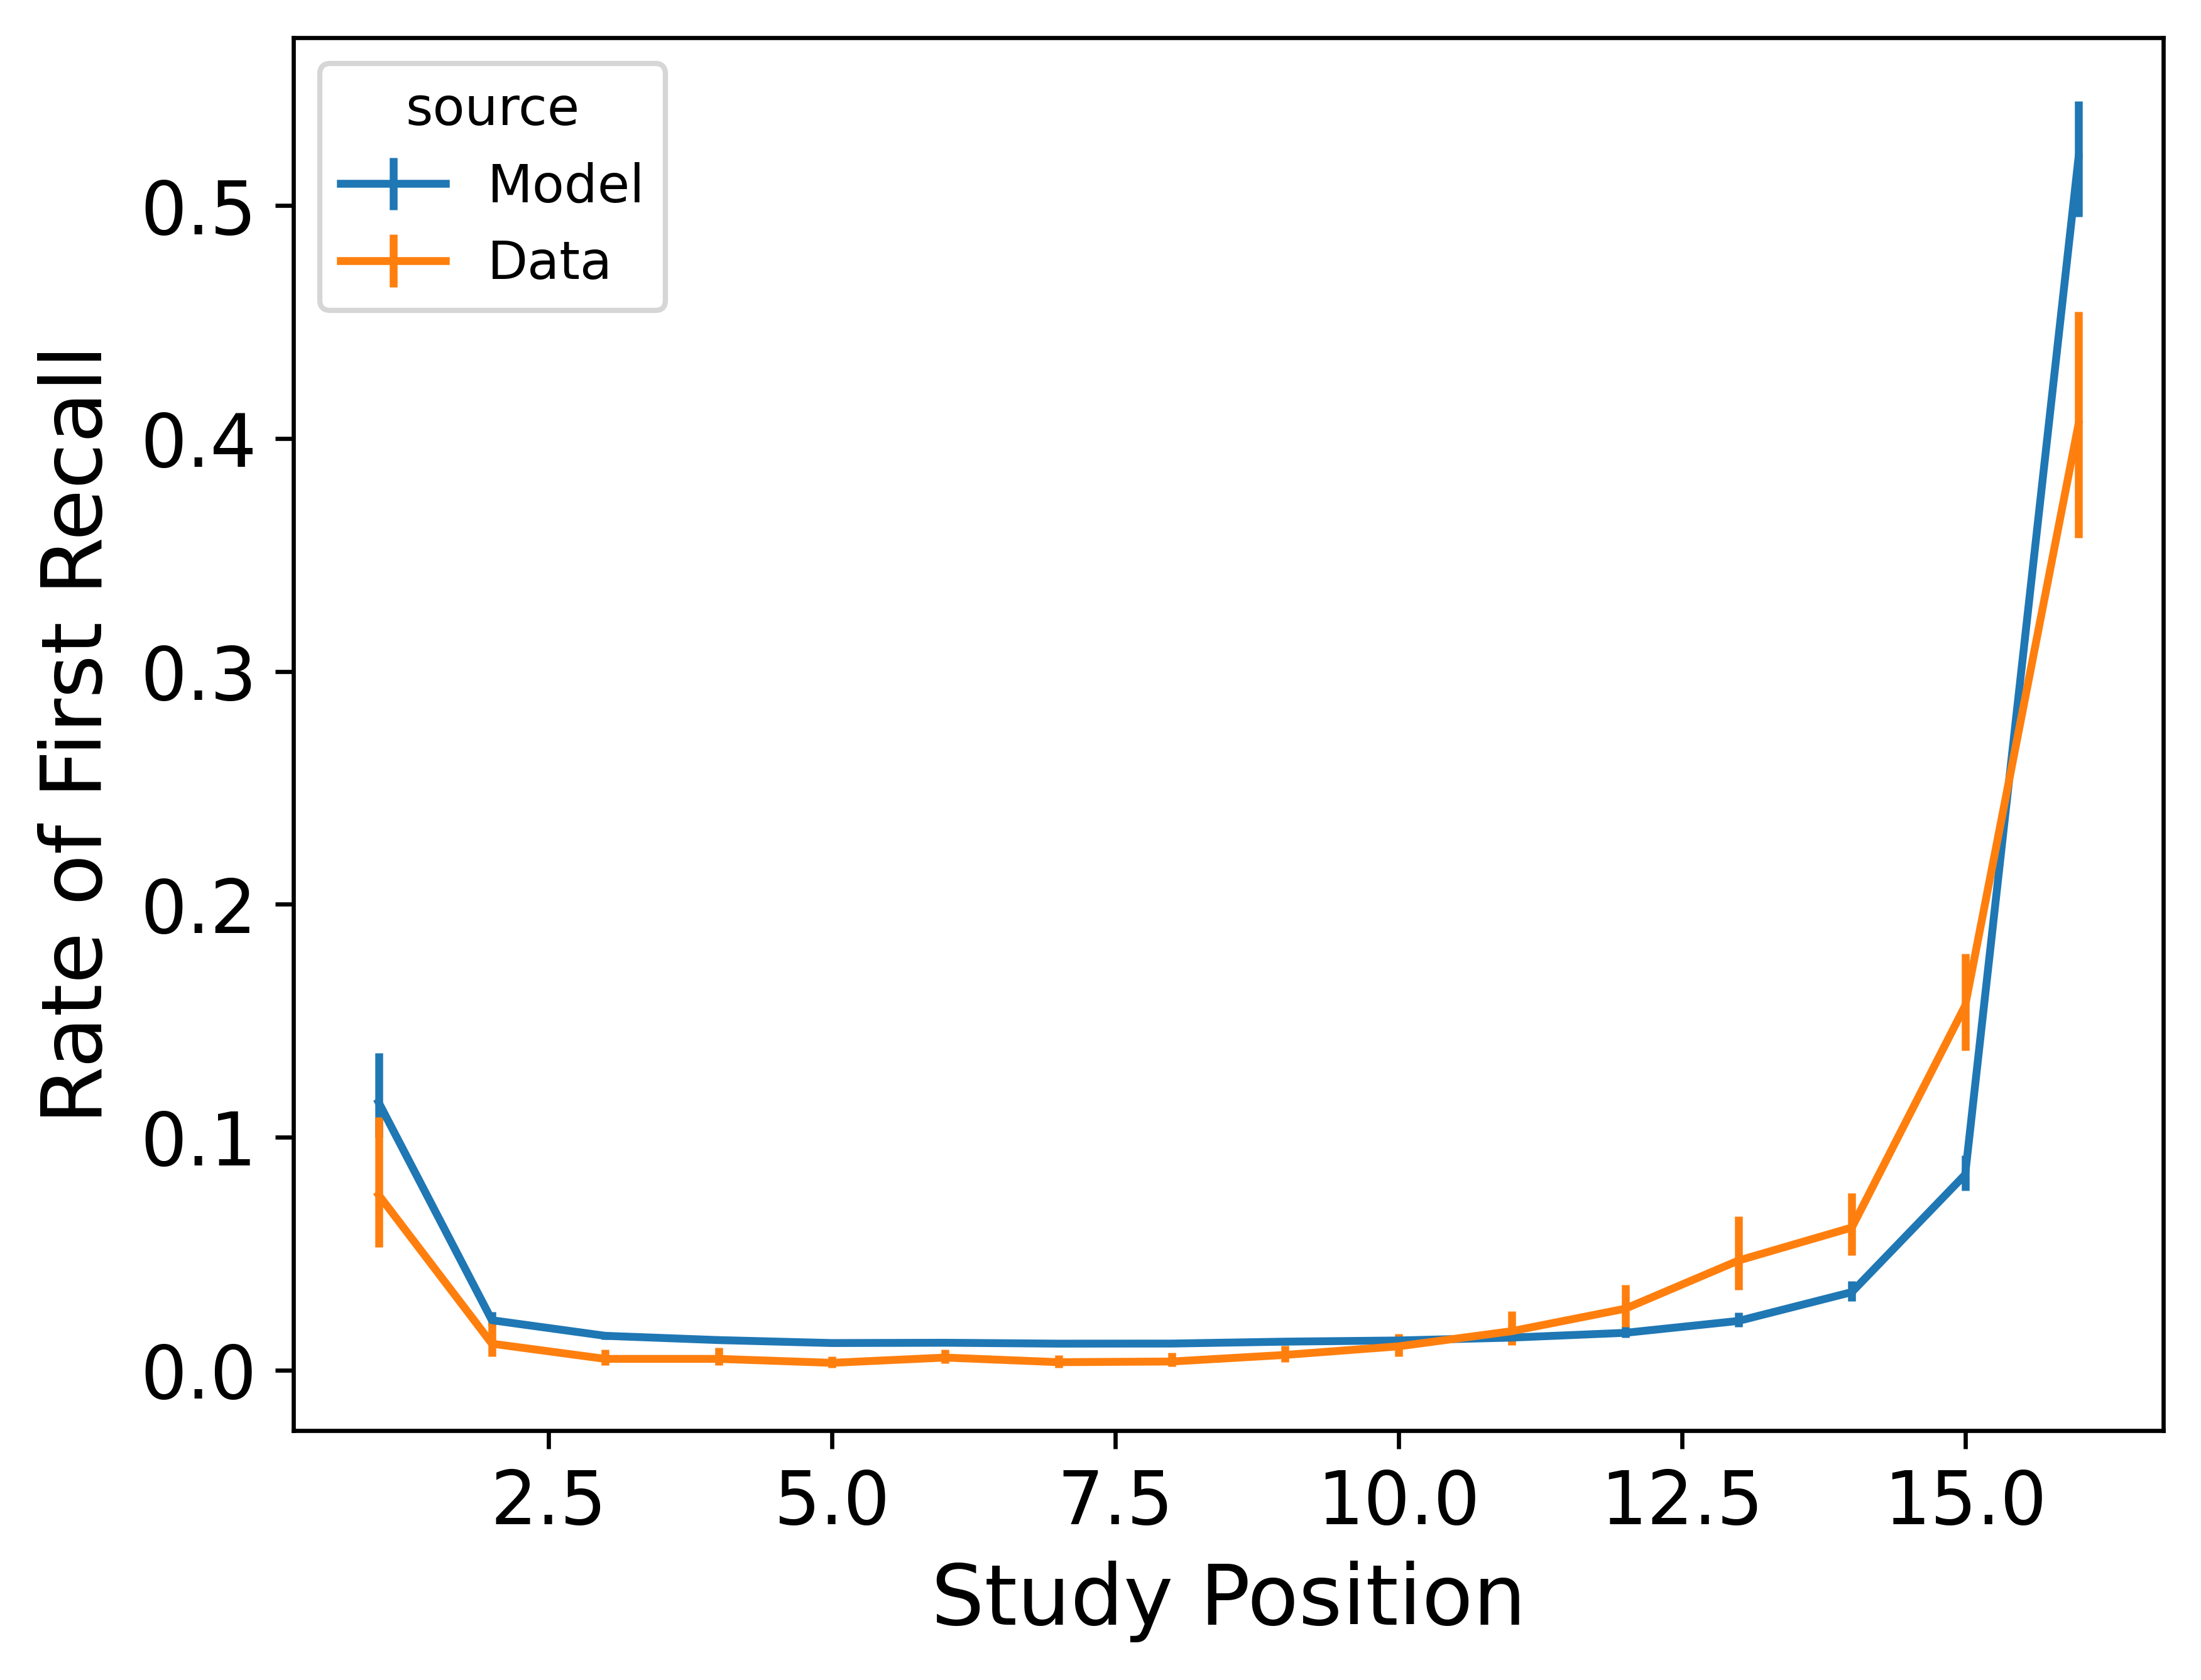 source
Model
Data
Rate of First Recall
0.5
0.4
0.3
0.2
0.1
0.0
2.5 5.0 7.5 10.0 12.5 15.0
Study Position